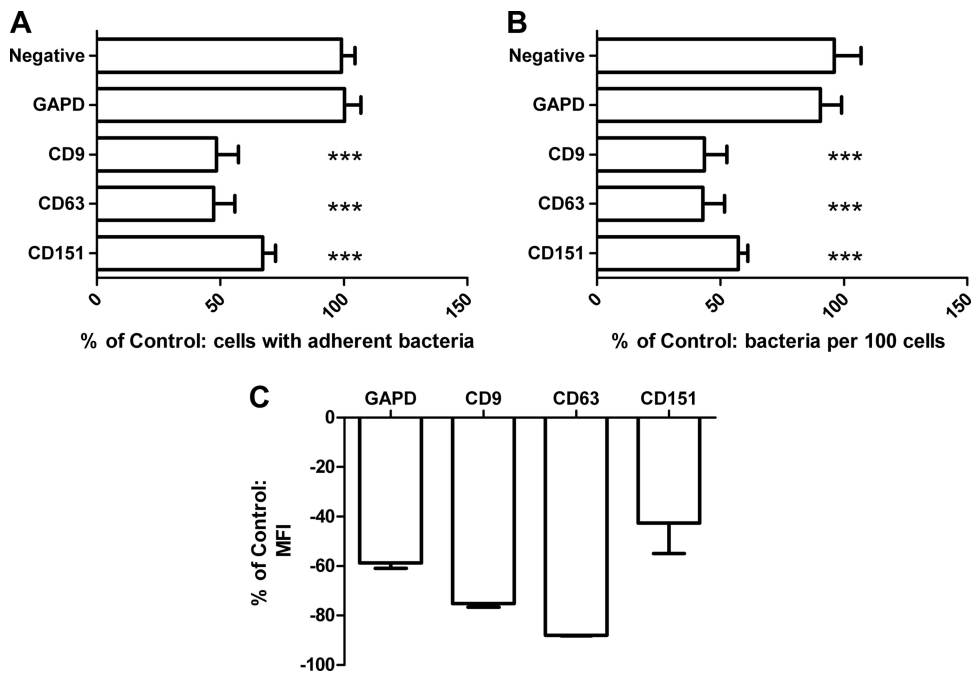 A
Negative
GAPD
CD9 ***
CD63 ***
CD151 ***
0 50 100 150
% of Control: cells with adherent bacteria
B
Negative
GAPD
CD9 ***
CD63 ***
CD151 ***
0 50 100 150
% of Control: bacteria per 100 cells
C
GAPD CD9 CD63 CD151
0
-20
-40
-60
-80
-100
% of Control:
MFI